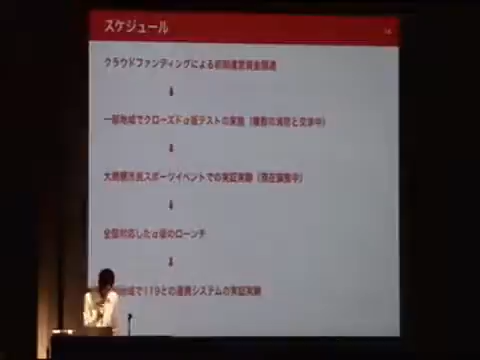 スケジュール
クラウドファンディングによる初期運営資金調達
⬇
一部地域でクローズドα版テストの実施（複数の消防と交渉中）
⬇
大規模市民スポーツイベントでの実証実験（現在調整中）
⬇
全国対応したα版のローンチ
⬇
地域で119との連携システムの実証実験